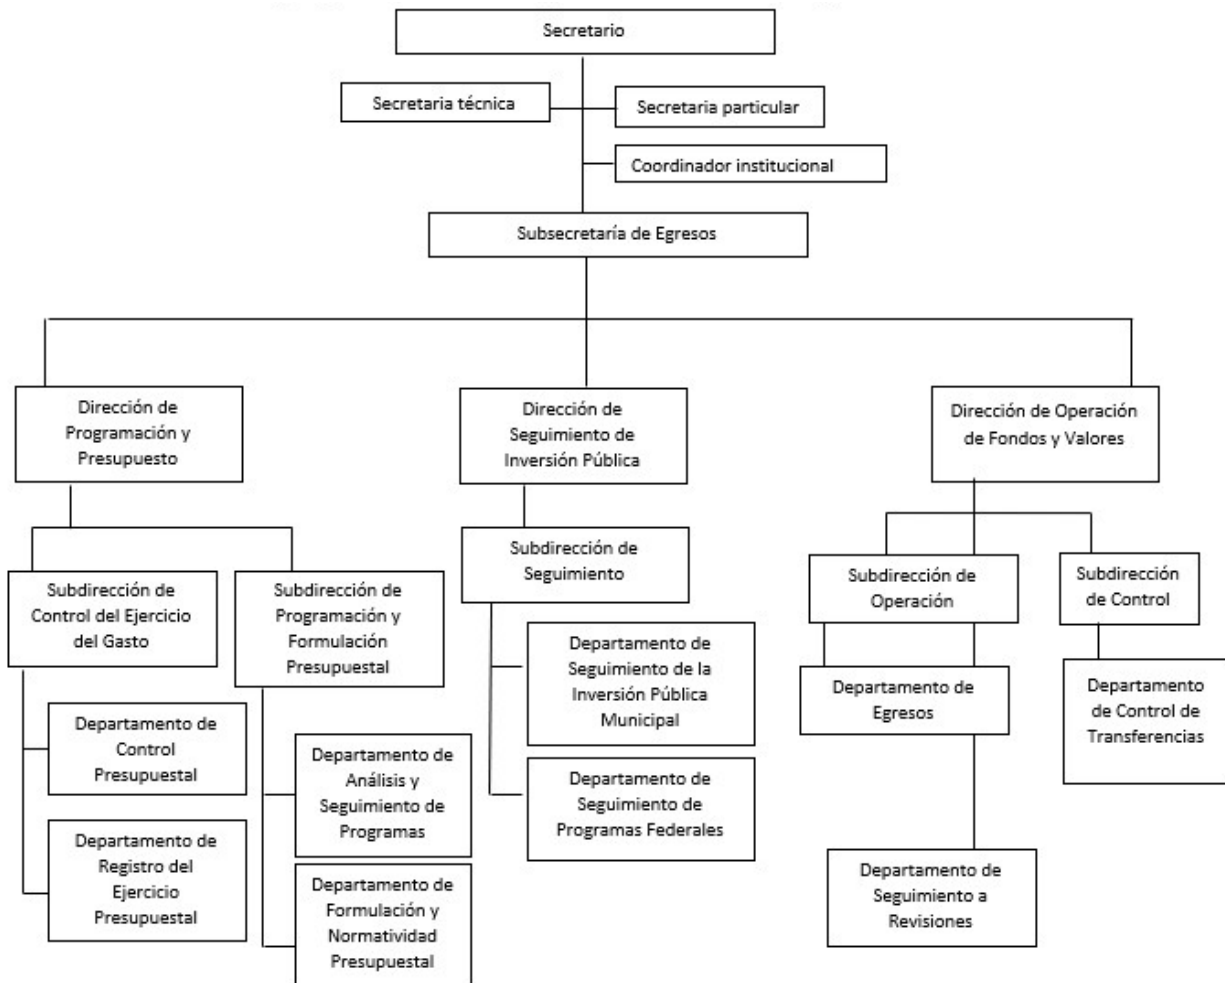 Secretario
Secretaria técnica
Secretaria particular
Coordinador institucional
Subsecretaría de Egresos
Dirección de
Programación y
Presupuesto
Dirección de
Seguimiento de
Inversión Pública
Dirección de Operación
de Fondos y Valores
Subdirección de
Control del Ejercicio
del Gasto
Subdirección de
Programación y
Formulación
Presupuestal
Subdirección de
Seguimiento
Subdirección de
Operación
Subdirección
de Control
Departamento de
Control
Presupuestal
Departamento de
Registro del
Ejercicio
Presupuestal
Departamento de
Análisis y
Seguimiento de
Programas
Departamento de
Formulación y
Normatividad
Presupuestal
Departamento de
Seguimiento de la
Inversión Pública
Municipal
Departamento de
Seguimiento de
Programas Federales
Departamento de
Egresos
Departamento de
Seguimiento a
Revisiones
Departamento
de Control de
Transferencias